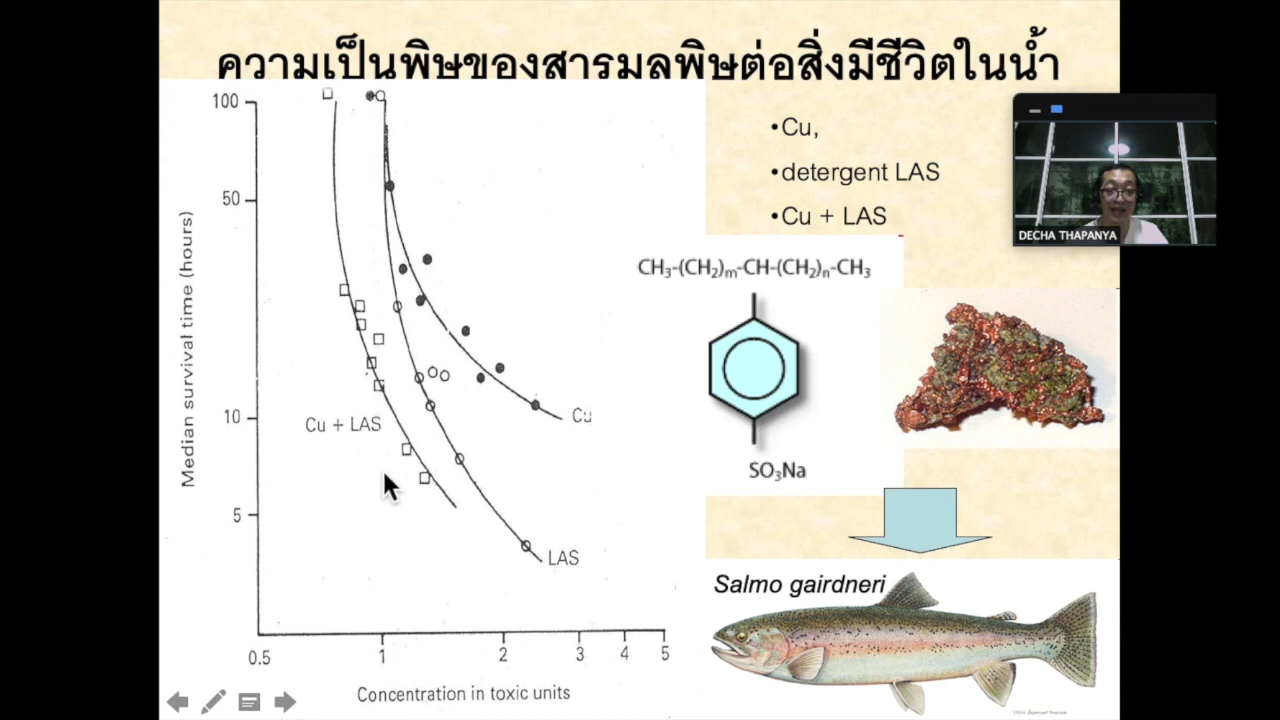 ความเป็นพิษของสารมลพิษต่อสิ่งมีชีวิตในน้ำ
100
50
10
5
Median survival time (hours)
Cu + LAS
Cu
LAS
0.5
1
2
3
4
5
Concentration in toxic units
•Cu,
•detergent LAS
•Cu + LAS
CH₃-(CH₂)ₘ-CH-(CH₂)ₙ-CH₃
SO₃Na
Salmo gairdneri
DECHA THAPANYA